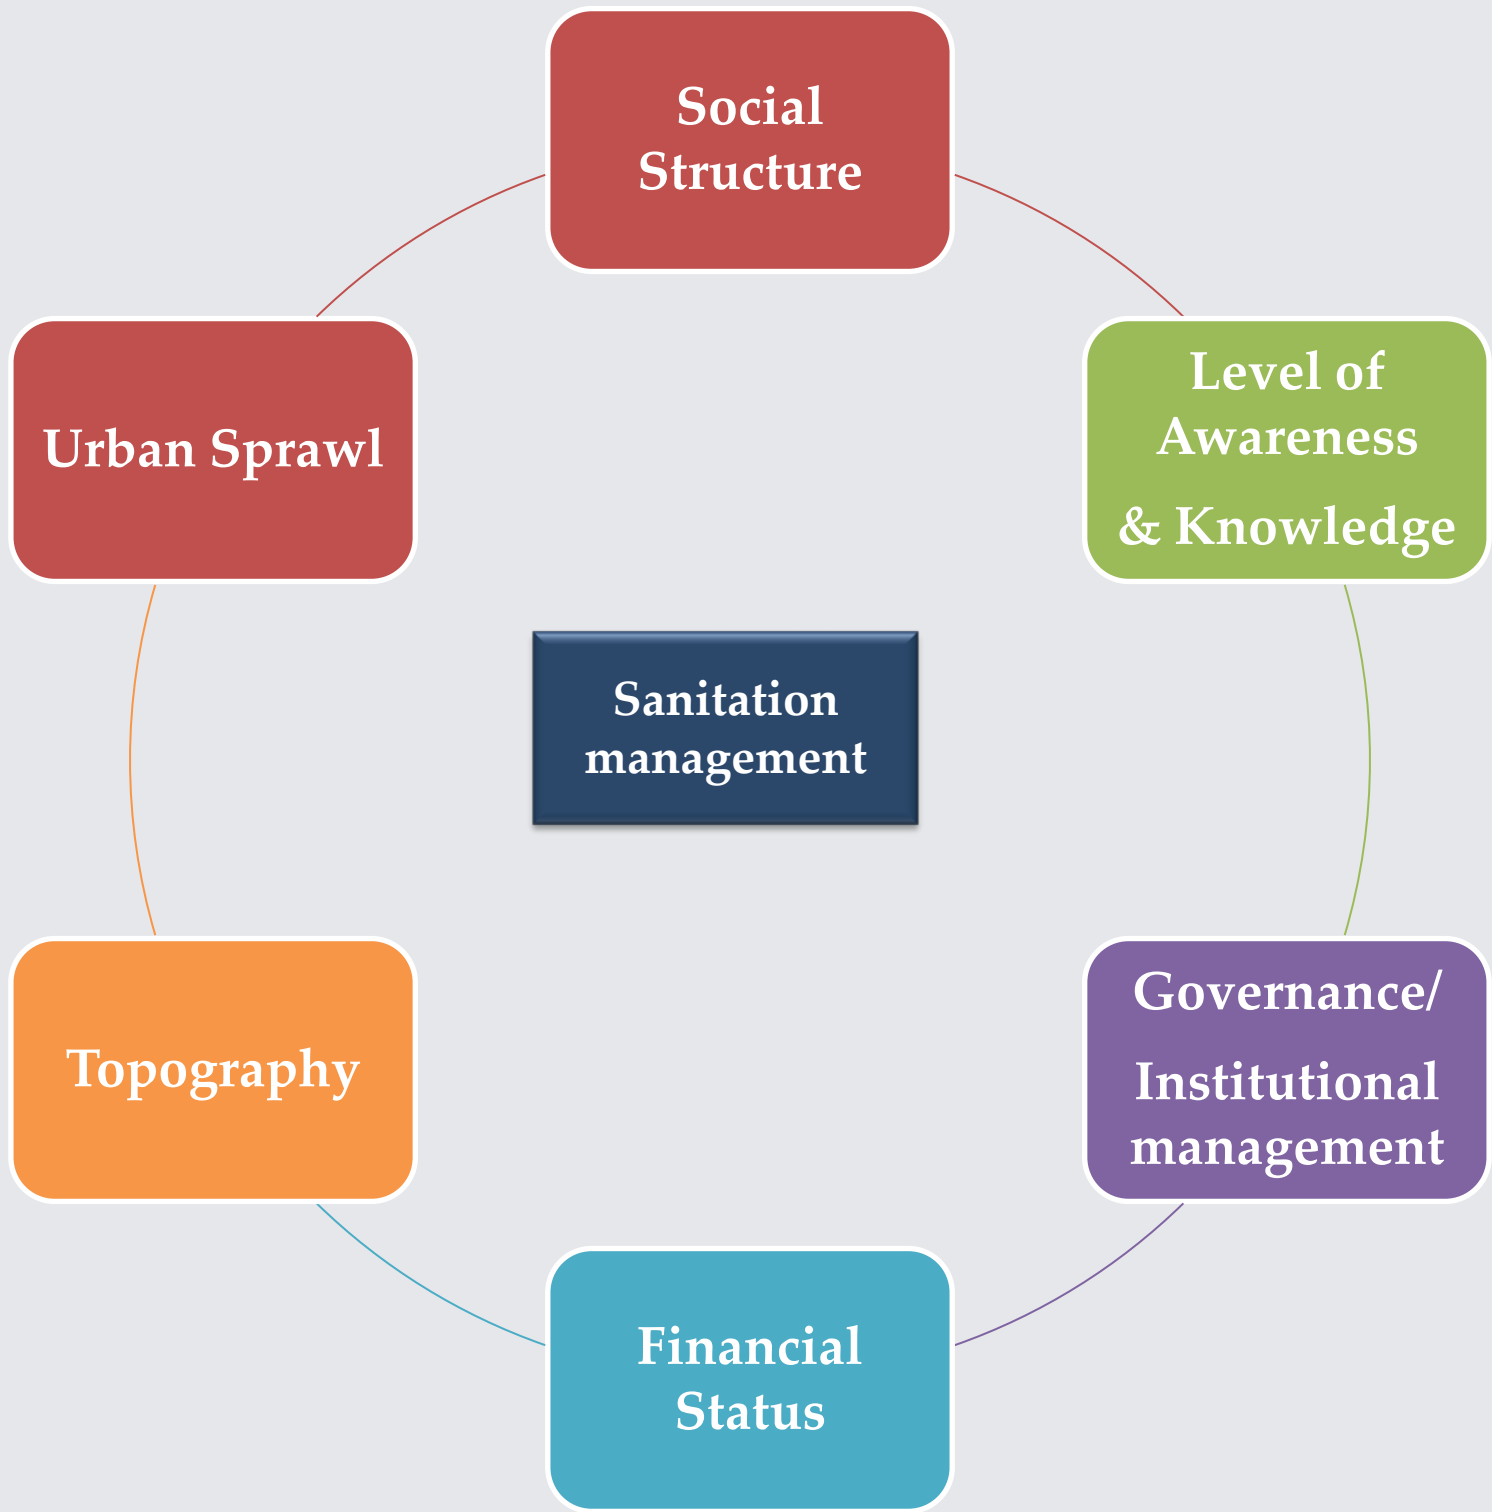 Social
Structure
Level of
Awareness
& Knowledge
Governance/
Institutional
management
Financial
Status
Topography
Urban Sprawl
Sanitation
management